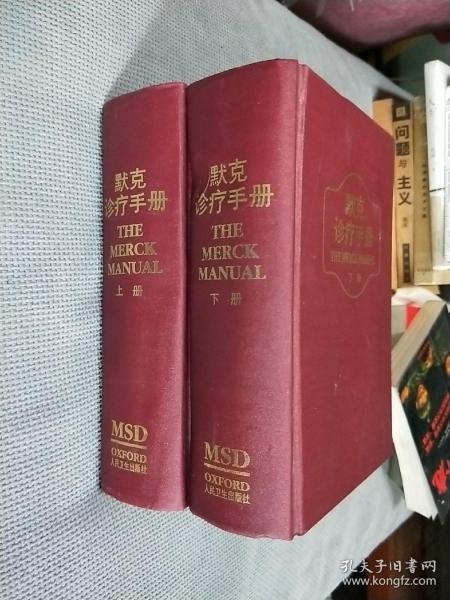 默克
诊疗手册
THE
MERCK
MANUAL
上册
MSD
OXFORD
人民卫生出版社
默克
诊疗手册
THE
MERCK
MANUAL
下册
MSD
OXFORD
人民卫生出版社
默克
诊疗手册
THE MERCK MANUAL
下册
问题与主义
孔夫子旧书网
www.kongfz.com